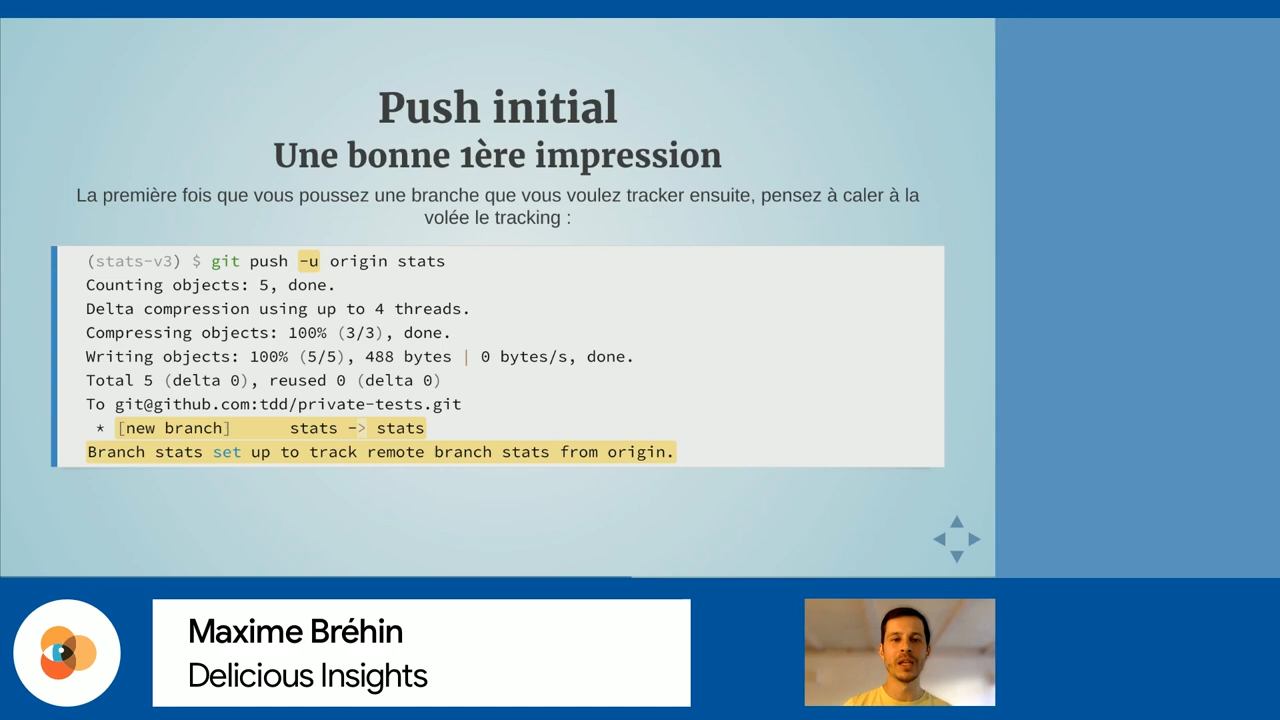 Push initial
Une bonne 1ère impression
La première fois que vous poussez une branche que vous voulez tracker ensuite, pensez à caler à la
volée le tracking :
(stats-v3) $ git push -u origin stats
Counting objects: 5, done.
Delta compression using up to 4 threads.
Compressing objects: 100% (3/3), done.
Writing objects: 100% (5/5), 488 bytes | 0 bytes/s, done.
Total 5 (delta 0), reused 0 (delta 0)
To git@github.com:tdd/private-tests.git
* [new branch]      stats -> stats
Branch stats set up to track remote branch stats from origin.
Maxime Bréhin
Delicious Insights